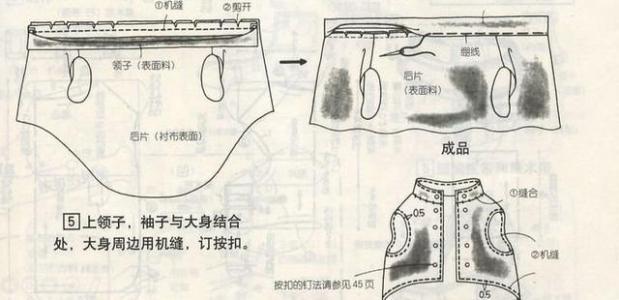 ①机缝
②剪开
领子（表面料）
后片（衬布表面）
绷线
后片
（表面料）
成品
5 上领子，袖子与大身结合
处，大身周边用机缝，订按扣。
0.5
①缝合
②机缝
按扣的钉法请参见45页
0.5